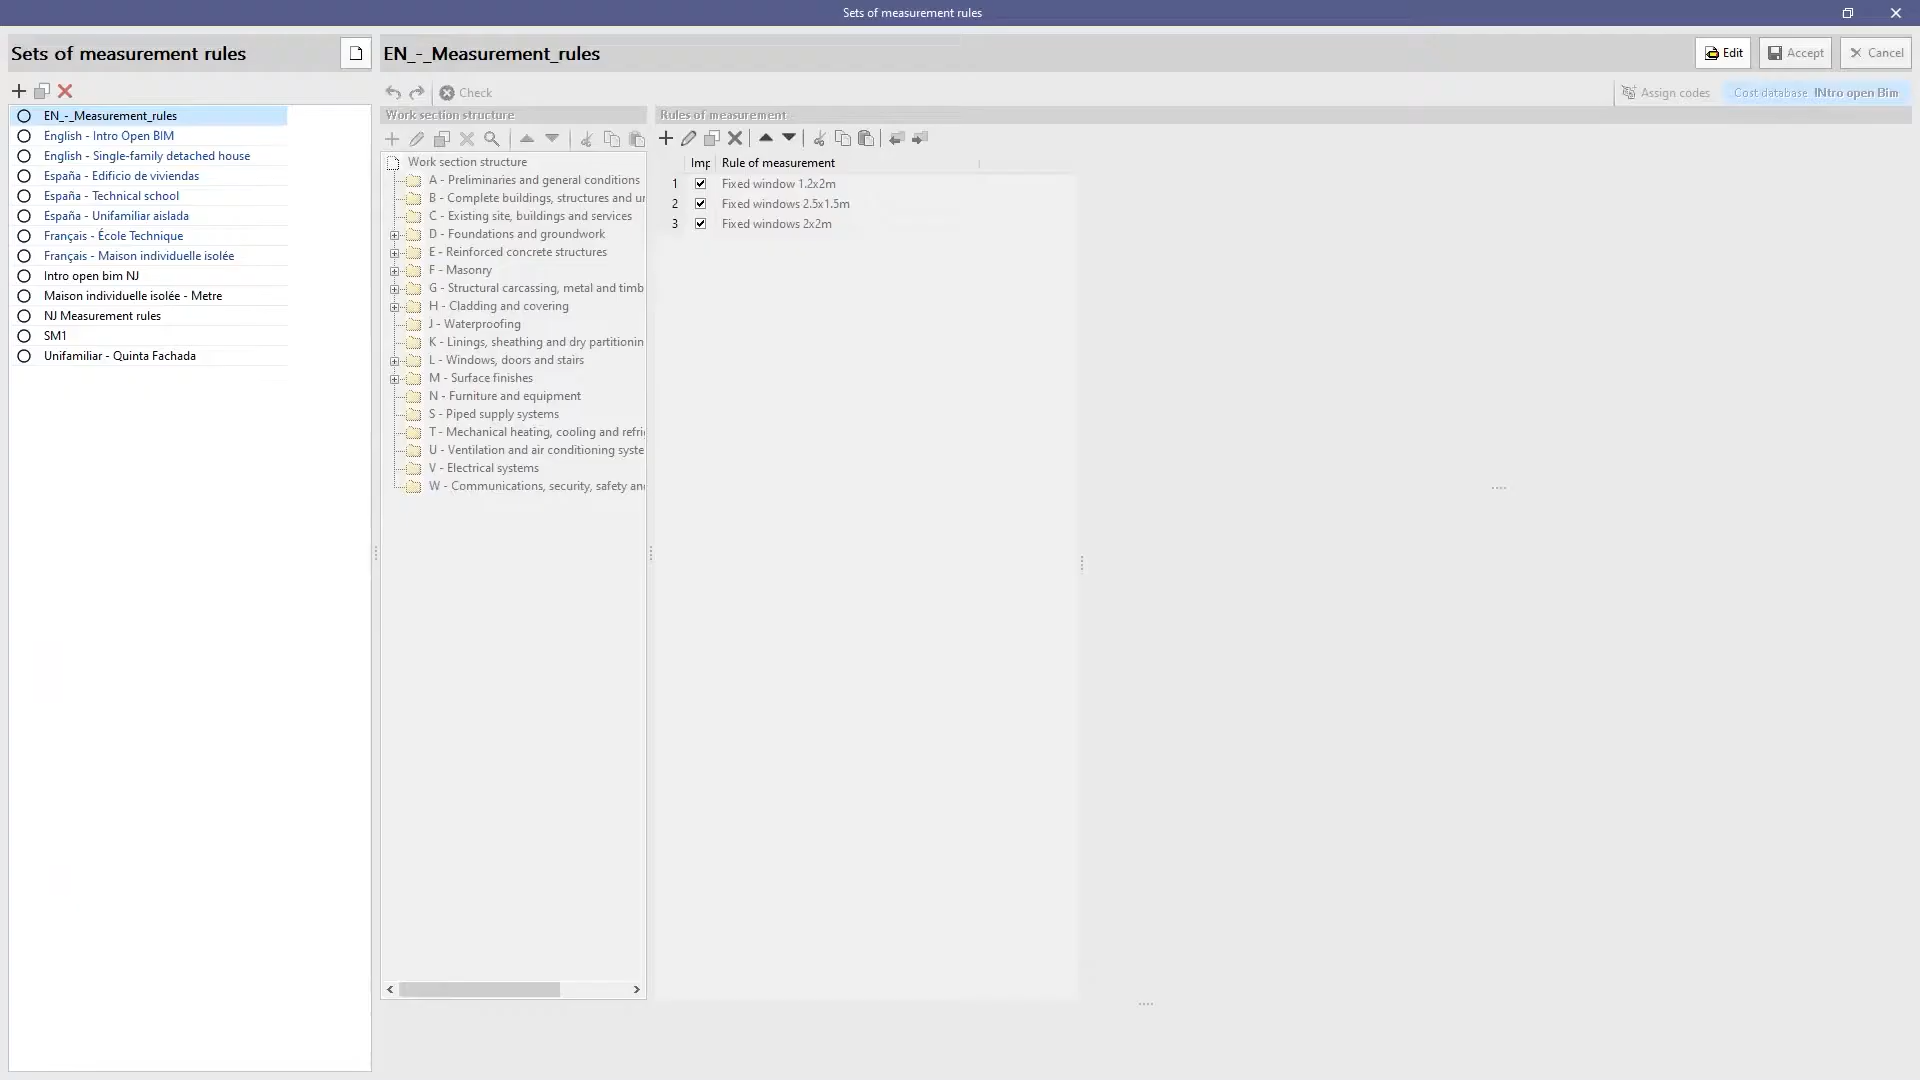 Sets of measurement rules
Sets of measurement rules
EN_-_Measurement_rules
Edit
Accept
Cancel
Check
Assign codes
Cost database INtro open Bim
EN_-_Measurement_rules
English - Intro Open BIM
English - Single-family detached house
España - Edificio de viviendas
España - Technical school
España - Unifamiliar aislada
Français - École Technique
Français - Maison individuelle isolée
Intro open bim NJ
Maison individuelle isolée - Metre
NJ Measurement rules
SM1
Unifamiliar - Quinta Fachada
Work section structure
Work section structure
A - Preliminaries and general conditions
B - Complete buildings, structures and ur
C - Existing site, buildings and services
D - Foundations and groundwork
E - Reinforced concrete structures
F - Masonry
G - Structural carcassing, metal and timb
H - Cladding and covering
J - Waterproofing
K - Linings, sheathing and dry partitionin
L - Windows, doors and stairs
M - Surface finishes
N - Furniture and equipment
S - Piped supply systems
T - Mechanical heating, cooling and refri
U - Ventilation and air conditioning syste
V - Electrical systems
W - Communications, security, safety and
Rules of measurement
Imp Rule of measurement
1 Fixed window 1.2x2m
2 Fixed windows 2.5x1.5m
3 Fixed windows 2x2m